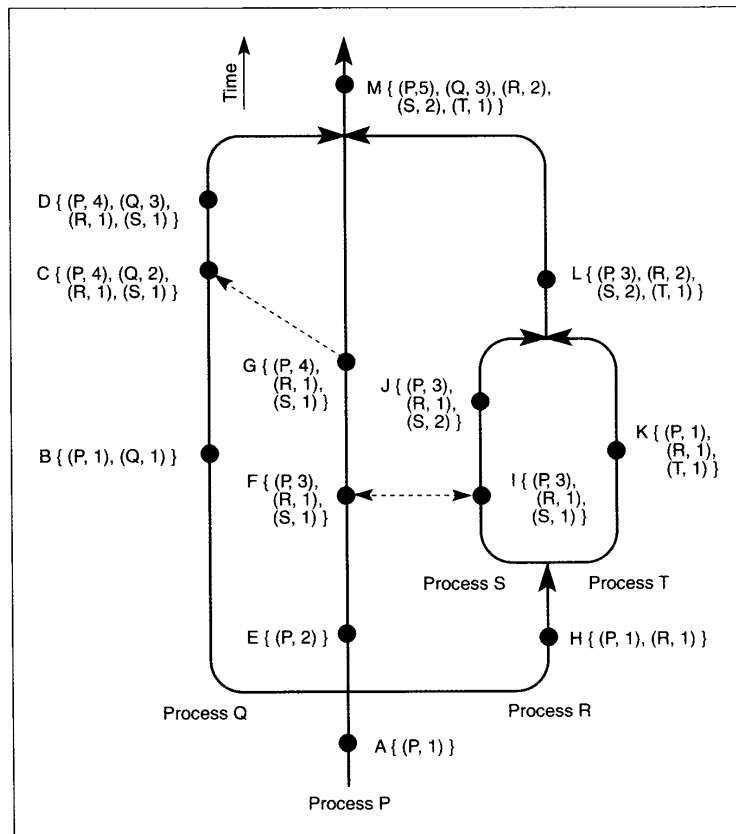 Time
M { (P,5), (Q, 3), (R, 2),
(S, 2), (T, 1) }
D { (P, 4), (Q, 3),
(R, 1), (S, 1) }
C { (P, 4), (Q, 2),
(R, 1), (S, 1) }
L { (P, 3), (R, 2),
(S, 2), (T, 1) }
G { (P, 4),
(R, 1),
(S, 1) }
J { (P, 3),
(R, 1),
(S, 2) }
K { (P, 1),
(R, 1),
(T, 1) }
B { (P, 1), (Q, 1) }
F { (P, 3),
(R, 1),
(S, 1) }
I { (P, 3),
(R, 1),
(S, 1) }
Process S
Process T
E { (P, 2) }
H { (P, 1), (R, 1) }
Process Q
Process R
A { (P, 1) }
Process P